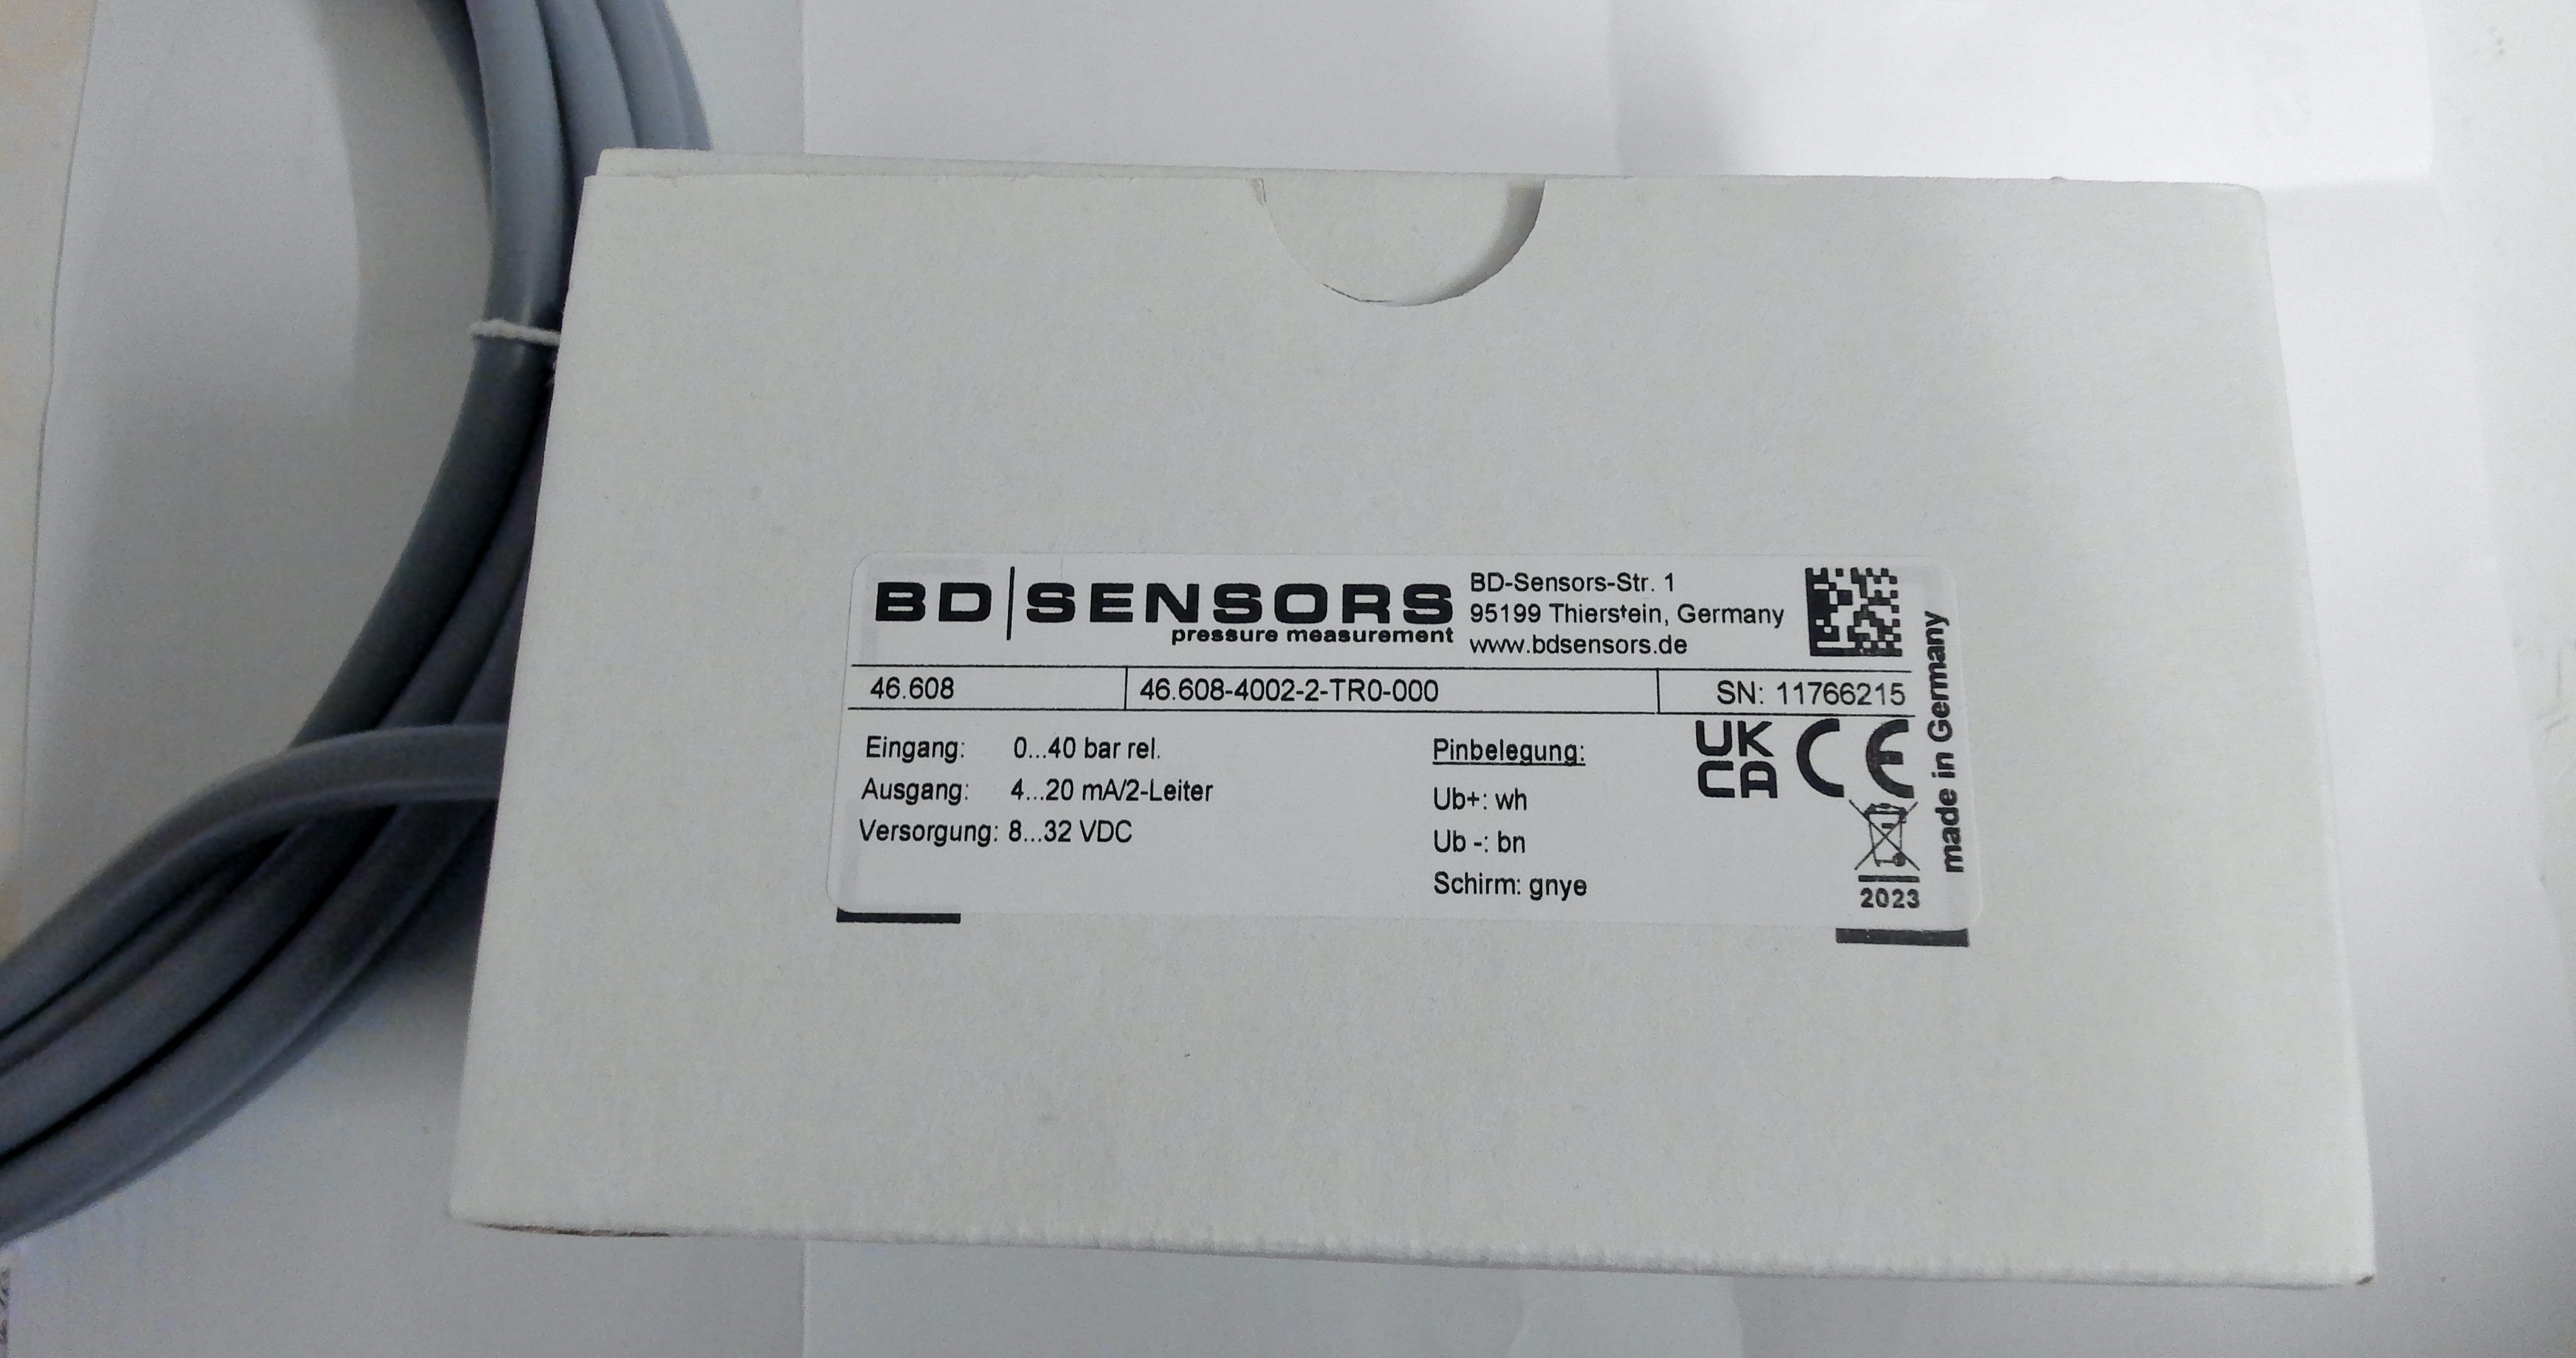 BD|SENSORS
pressure measurement
BD-Sensors-Str. 1
95199 Thierstein, Germany
www.bdsensors.de
46.608
46.608-4002-2-TR0-000
SN: 11766215
Eingang: 0...40 bar rel.
Ausgang: 4...20 mA/2-Leiter
Versorgung: 8...32 VDC
Pinbelegung:
Ub+: wh
Ub -: bn
Schirm: gnye
UK
CA
CE
2023
made in Germany